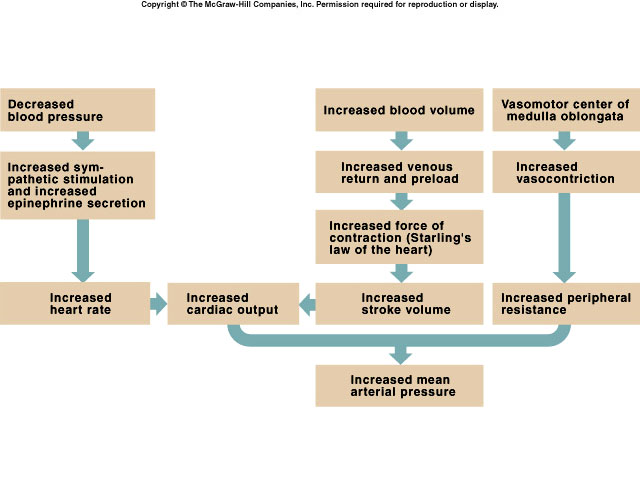 Copyright © The McGraw-Hill Companies, Inc. Permission required for reproduction or display.
Decreased
blood pressure
Increased sym-
pathetic stimulation
and increased
epinephrine secretion
Increased
heart rate
Increased
cardiac output
Increased blood volume
Increased venous
return and preload
Increased force of
contraction (Starling's
law of the heart)
Increased
stroke volume
Vasomotor center of
medulla oblongata
Increased
vasocontriction
Increased peripheral
resistance
Increased mean
arterial pressure